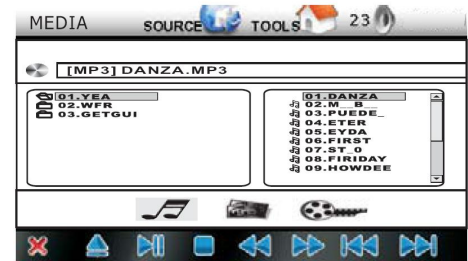 MEDIA SOURCE TOOLS 23
[MP3] DANZA.MP3
01.YEA
02.WFR
03.GETGUI
01.DANZA
02.M__B__
03.PUEDE_
04.ETER
05.EYDA
06.FIRST
07.ST_0
08.FIRIDAY
09.HOWDEE